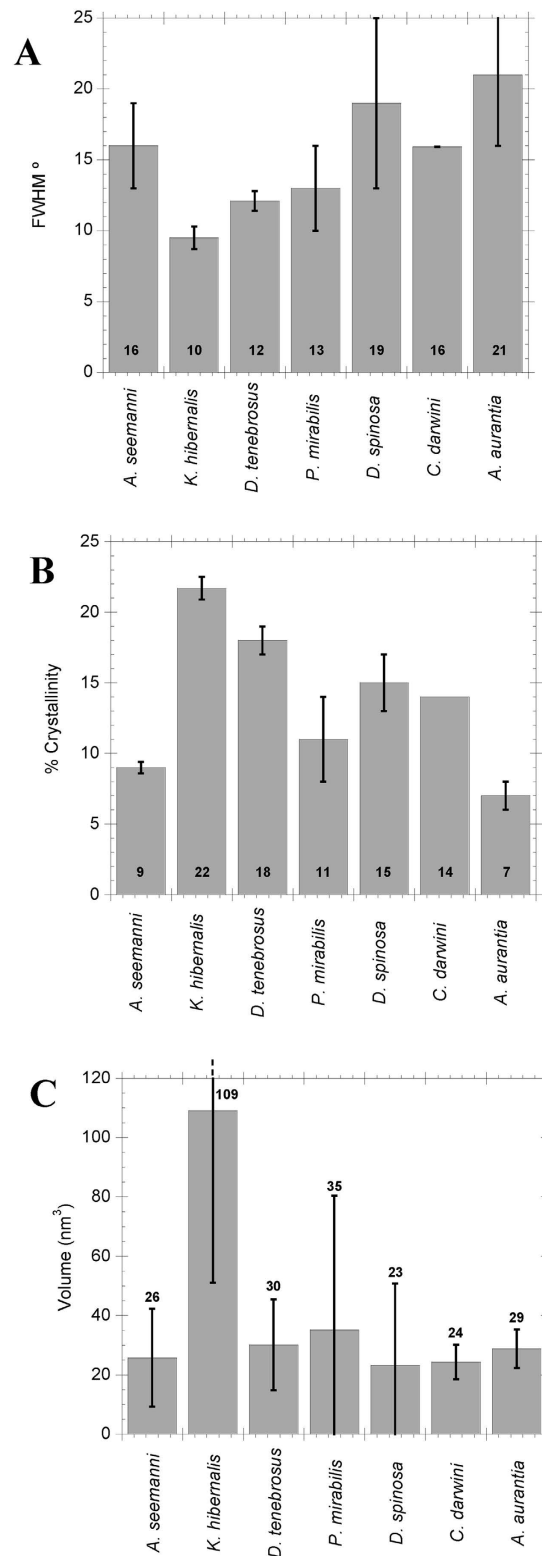 A
FWHM º
25
20
15
10
5
0
16
10
12
13
19
16
21
A. seemanni
K. hibernalis
D. tenebrosus
P. mirabilis
D. spinosa
C. darwini
A. aurantia
B
% Crystallinity
25
20
15
10
5
0
9
22
18
11
15
14
7
A. seemanni
K. hibernalis
D. tenebrosus
P. mirabilis
D. spinosa
C. darwini
A. aurantia
C
Volume (nm³)
120
100
80
60
40
20
0
26
109
30
35
23
24
29
A. seemanni
K. hibernalis
D. tenebrosus
P. mirabilis
D. spinosa
C. darwini
A. aurantia